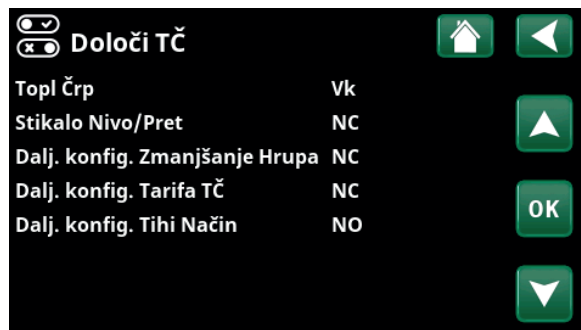 Določi TČ
Topl Črp Vk
Stikalo Nivo/Pret NC
Dalj. konfig. Zmanjšanje Hrupa NC
Dalj. konfig. Tarifa TČ NC
Dalj. konfig. Tihi Način NO
OK